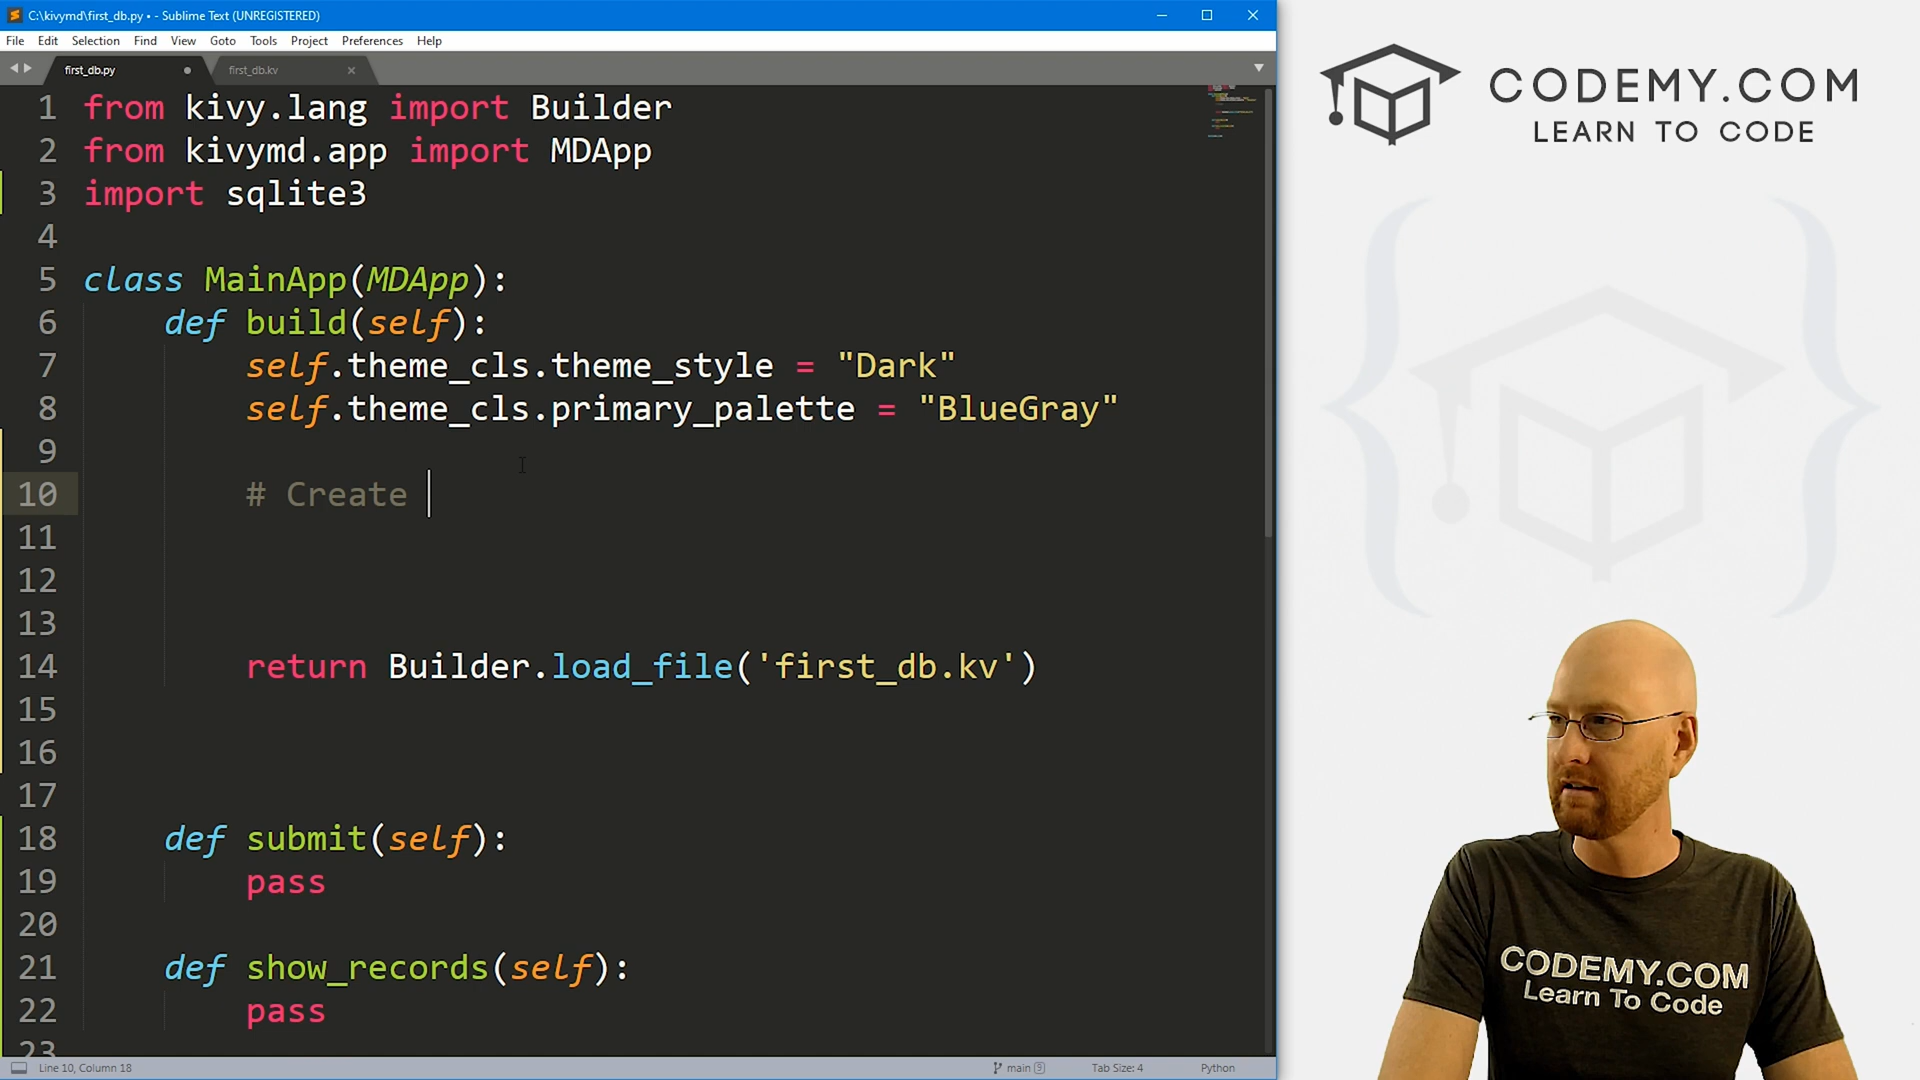 C:\kivymd\first_db.py • - Sublime Text (UNREGISTERED)
File Edit Selection Find View Goto Tools Project Preferences Help
first_db.py first_db.kv
1 from kivy.lang import Builder
2 from kivymd.app import MDApp
3 import sqlite3
4
5 class MainApp(MDApp):
6 def build(self):
7 self.theme_cls.theme_style = "Dark"
8 self.theme_cls.primary_palette = "BlueGray"
9
10 # Create
11
12
13
14 return Builder.load_file('first_db.kv')
15
16
17
18 def submit(self):
19 pass
20
21 def show_records(self):
22 pass
23
Line 10, Column 18 main 9 Tab Size: 4 Python
CODEMY.COM
LEARN TO CODE
CODEMY.COM
Learn To Code